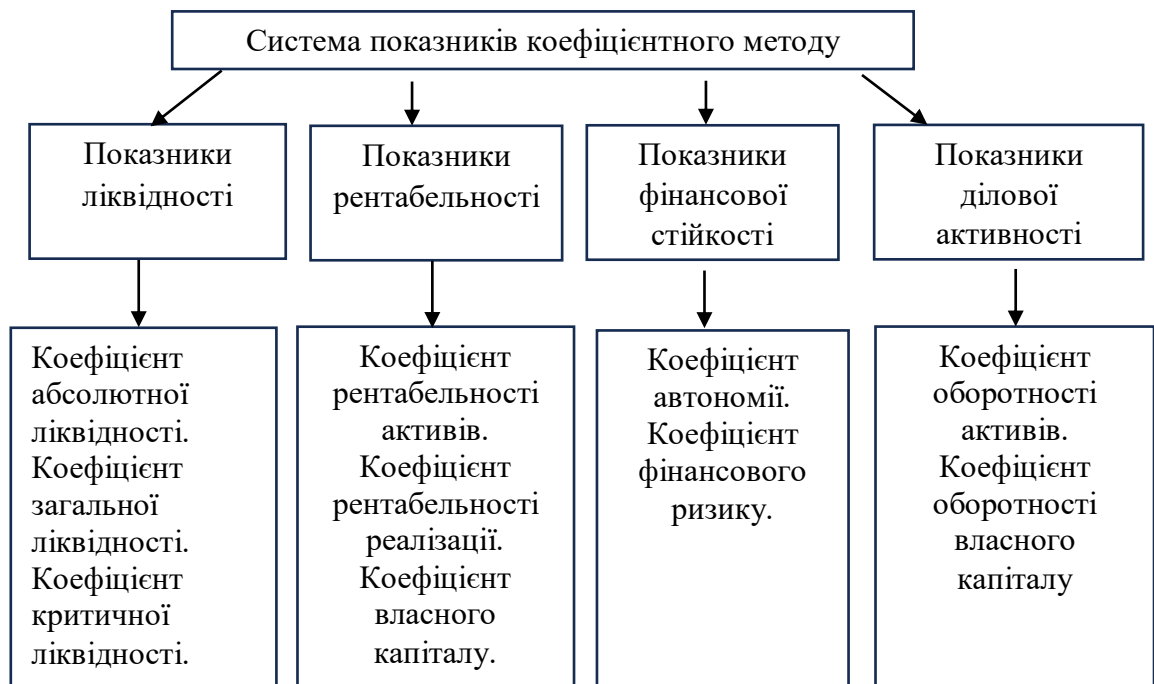 Система показників коефіцієнтного методу
Показники
ліквідності
Показники
рентабельності
Показники
фінансової
стійкості
Показники
ділової
активності
Коефіцієнт
абсолютної
ліквідності.
Коефіцієнт
загальної
ліквідності.
Коефіцієнт
критичної
ліквідності.
Коефіцієнт
рентабельності
активів.
Коефіцієнт
рентабельності
реалізації.
Коефіцієнт
власного
капіталу.
Коефіцієнт
автономії.
Коефіцієнт
фінансового
ризику.
Коефіцієнт
оборотності
активів.
Коефіцієнт
оборотності
власного
капіталу